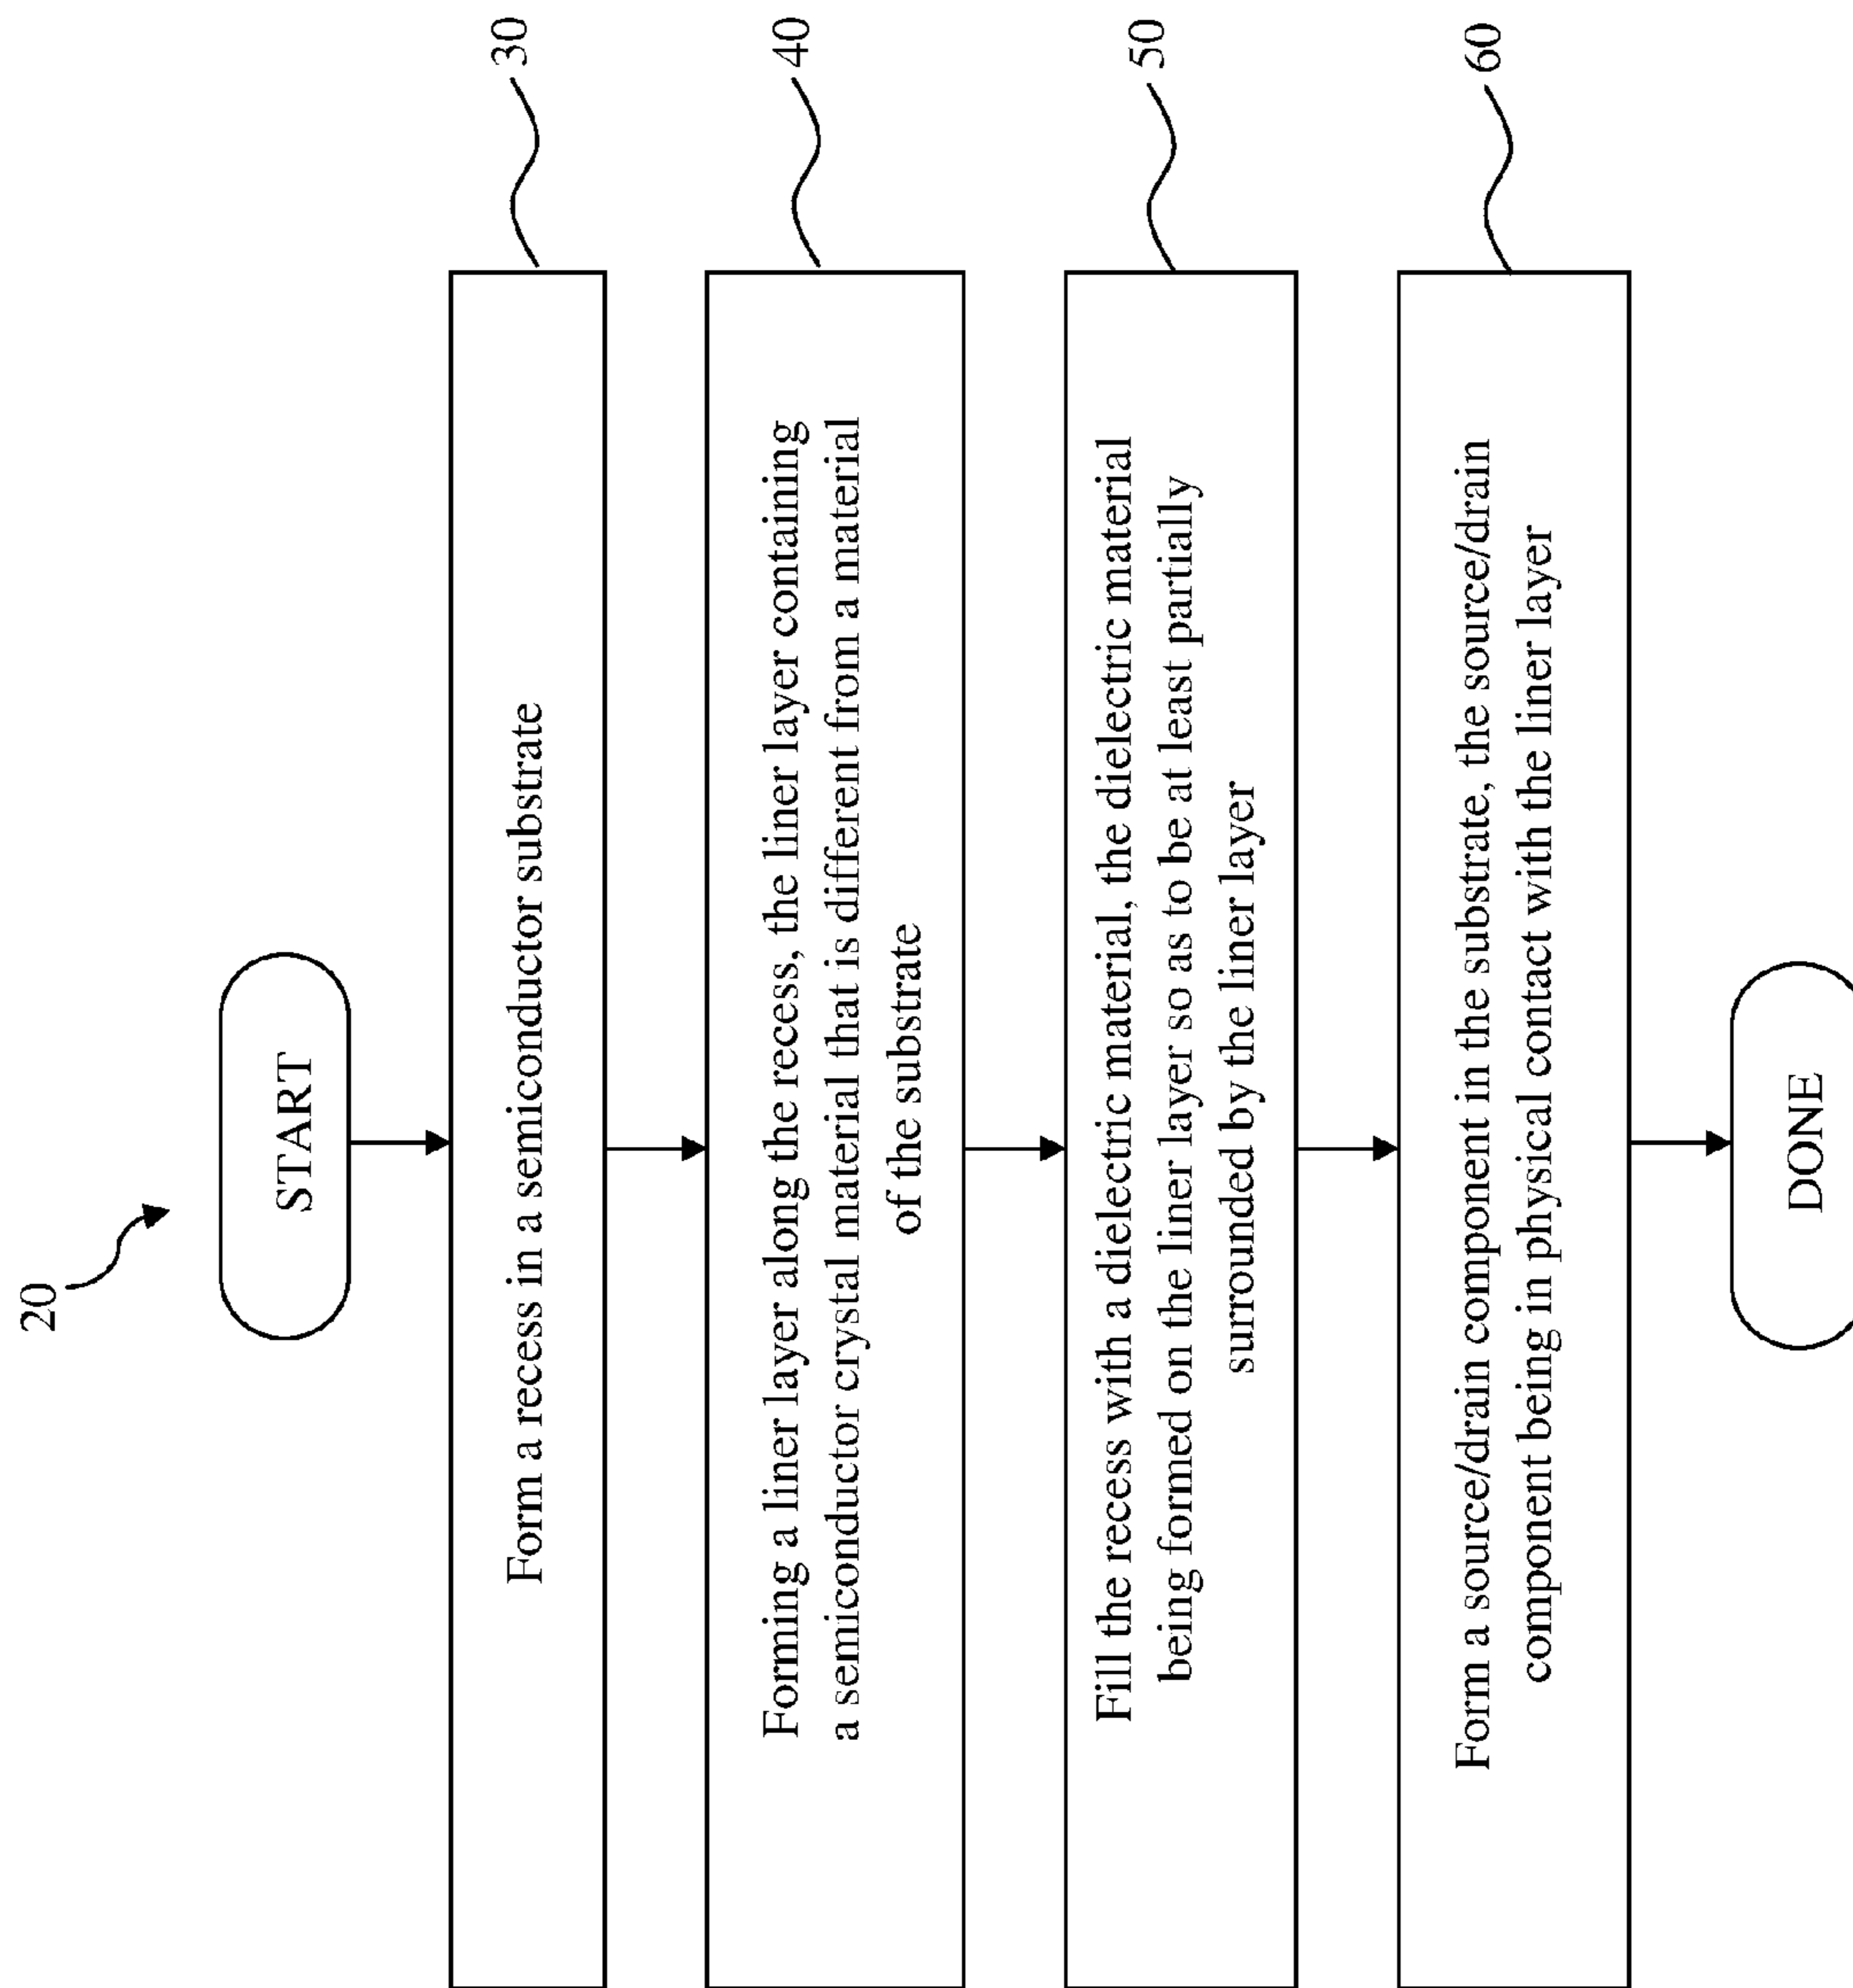 20
START
Form a recess in a semiconductor substrate
30
Forming a liner layer along the recess, the liner layer containing
a semiconductor crystal material that is different from a material
of the substrate
40
Fill the recess with a dielectric material, the dielectric material
being formed on the liner layer so as to be at least partially
surrounded by the liner layer
50
Form a source/drain component in the substrate, the source/drain
component being in physical contact with the liner layer
60
DONE